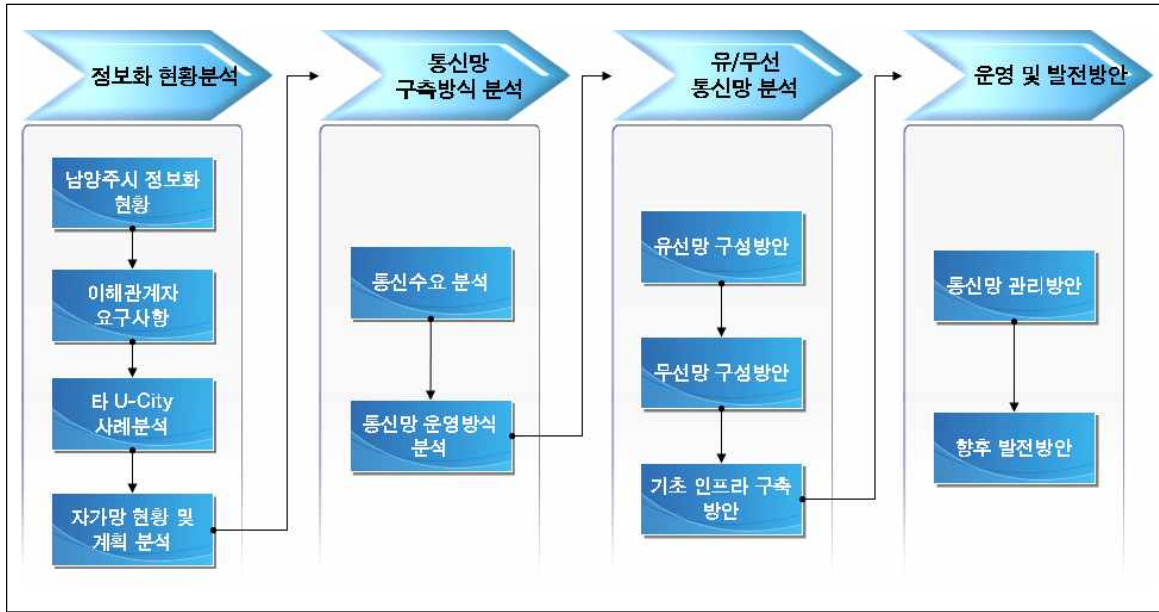 정보화 현황분석
남양주시 정보화
현황
이해관계자
요구사항
타 U-City
사례분석
자가망 현황 및
계획 분석
통신망
구축방식 분석
통신수요 분석
통신망 운영방식
분석
유/무선
통신망 분석
유선망 구성방안
무선망 구성방안
기초 인프라 구축
방안
운영 및 발전방안
통신망 관리방안
향후 발전방안